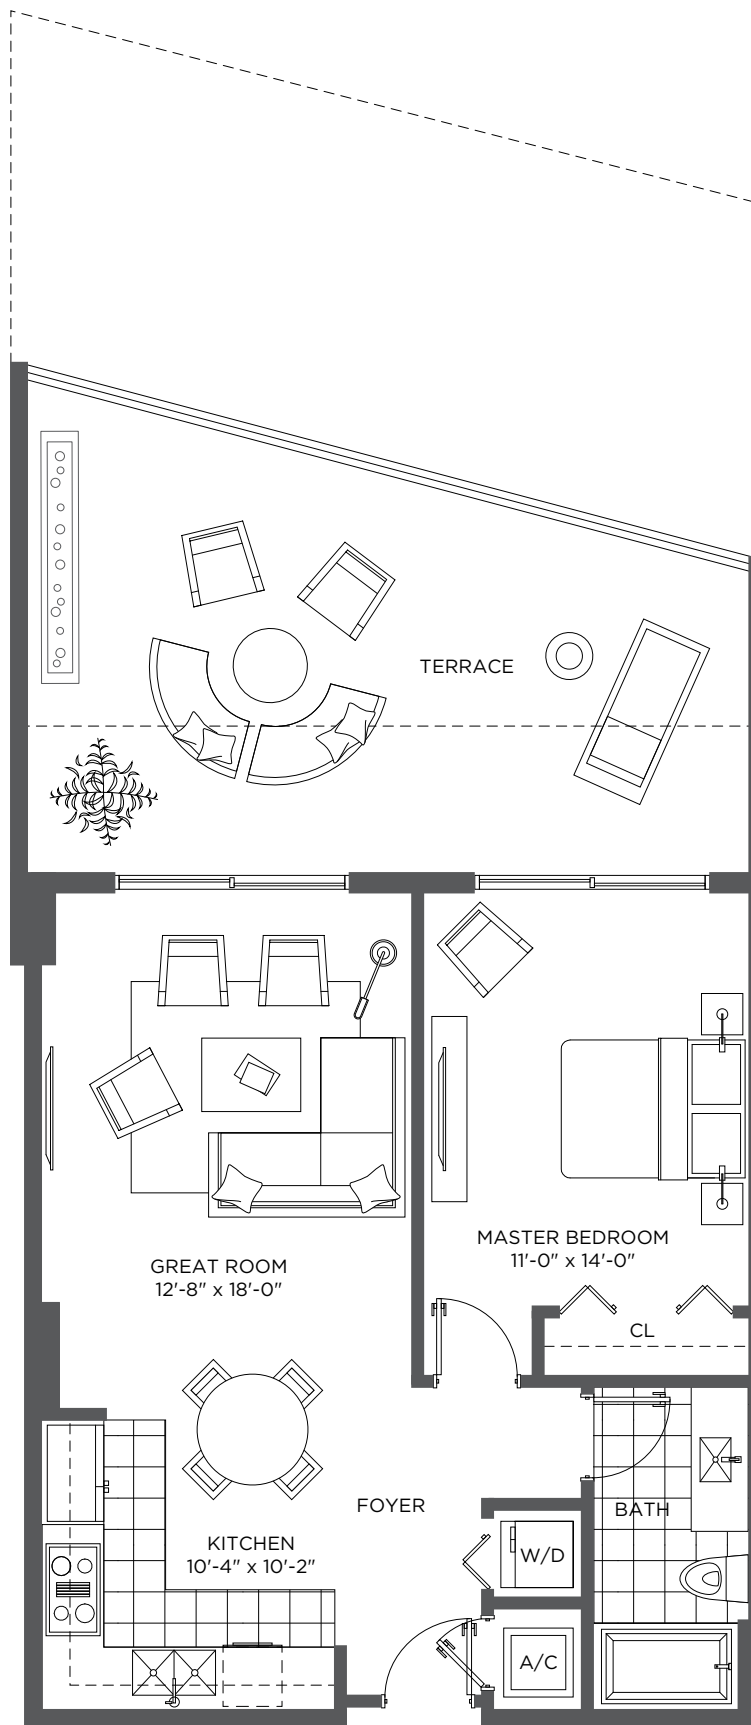 TERRACE
MASTER BEDROOM
11'-0" x 14'-0"
GREAT ROOM
12'-8" x 18'-0"
CL
FOYER
BATH
KITCHEN
10'-4" x 10'-2"
W/D
A/C